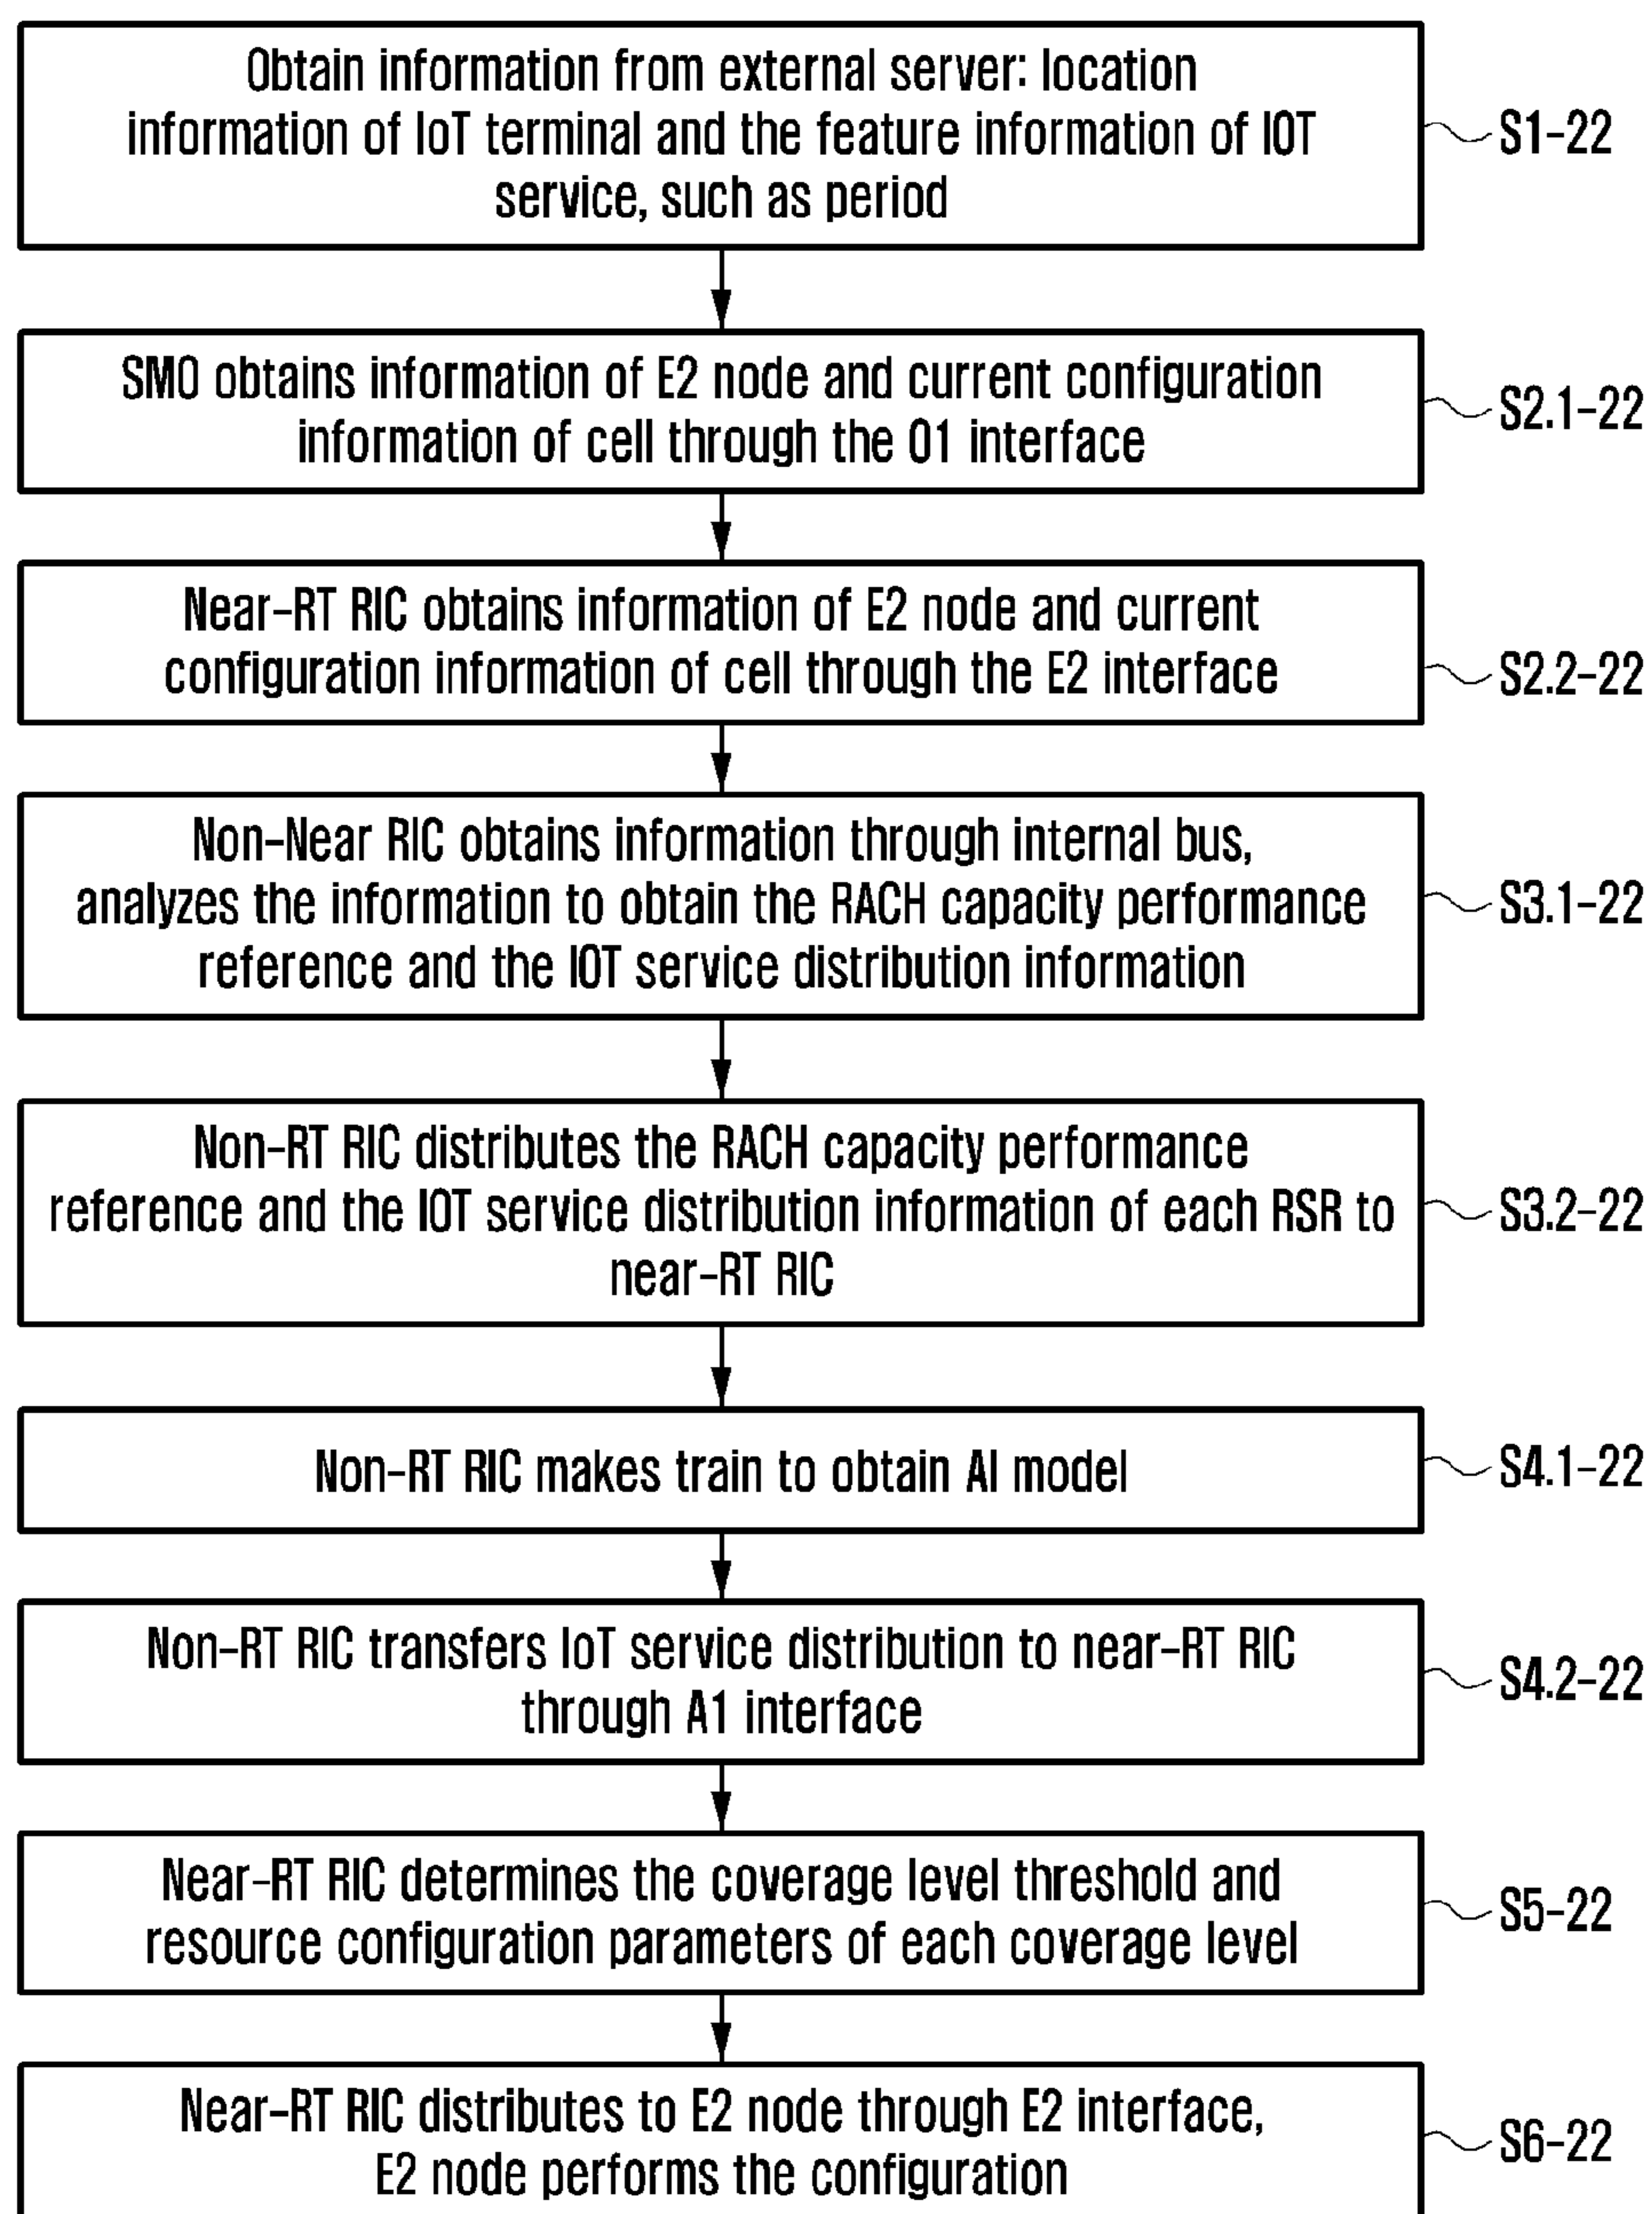 Obtain information from external server: location
information of IoT terminal and the feature information of IOT
service, such as period
S1-22
SMO obtains information of E2 node and current configuration
information of cell through the O1 interface
S2.1-22
Near-RT RIC obtains information of E2 node and current
configuration information of cell through the E2 interface
S2.2-22
Non-Near RIC obtains information through internal bus,
analyzes the information to obtain the RACH capacity performance
reference and the IOT service distribution information
S3.1-22
Non-RT RIC distributes the RACH capacity performance
reference and the IOT service distribution information of each RSR to
near-RT RIC
S3.2-22
Non-RT RIC makes train to obtain AI model
S4.1-22
Non-RT RIC transfers IoT service distribution to near-RT RIC
through A1 interface
S4.2-22
Near-RT RIC determines the coverage level threshold and
resource configuration parameters of each coverage level
S5-22
Near-RT RIC distributes to E2 node through E2 interface,
E2 node performs the configuration
S6-22